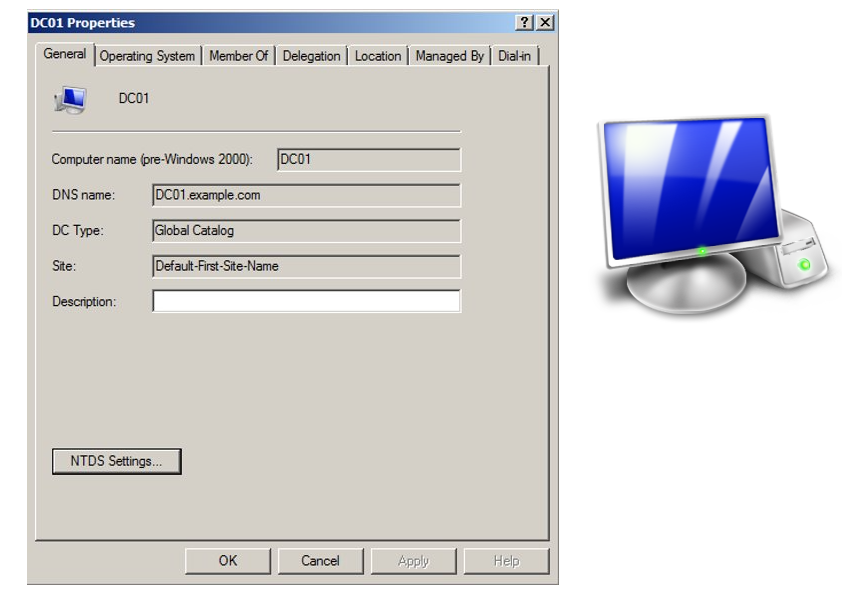 DC01 Properties
General Operating System Member Of Delegation Location Managed By Dial-in
DC01
Computer name (pre-Windows 2000): DC01
DNS name: DC01.example.com
DC Type: Global Catalog
Site: Default-First-Site-Name
Description:
NTDS Settings...
OK Cancel Apply Help